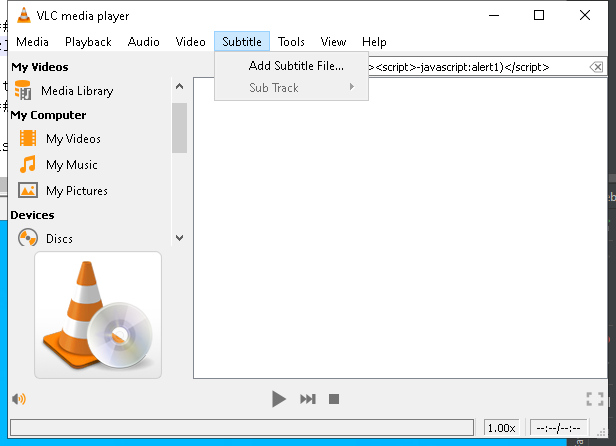 VLC media player
Media Playback Audio Video Subtitle Tools View Help
Add Subtitle File...
Sub Track
><script>-javascript:alert1)</script>
My Videos
Media Library
My Computer
My Videos
My Music
My Pictures
Devices
Discs
1.00x
--:--/--:--